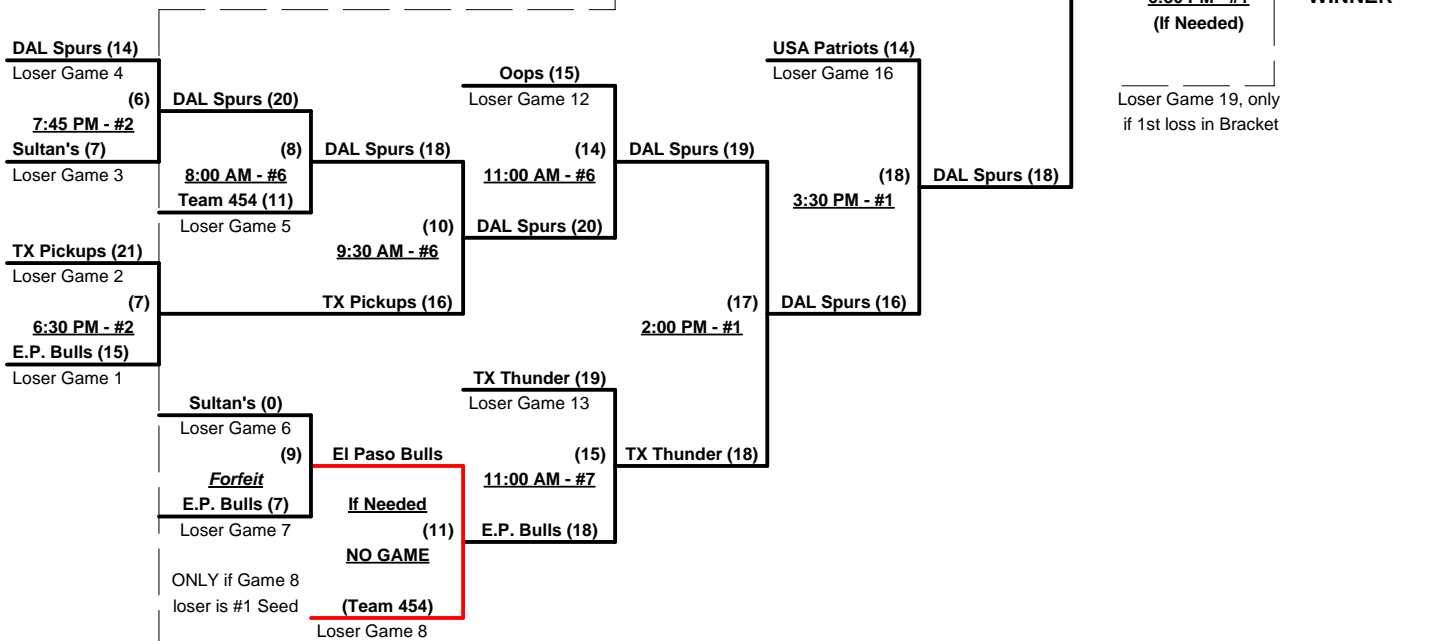 (If Needed)
Loser Game 19, only
if 1st loss in Bracket
DAL Spurs (14)
Loser Game 4
(6)
7:45 PM - #2
Sultan's (7)
Loser Game 3
DAL Spurs (20)
(8)
8:00 AM - #6
Team 454 (11)
Loser Game 5
TX Pickups (21)
Loser Game 2
(7)
6:30 PM - #2
E.P. Bulls (15)
Loser Game 1
DAL Spurs (18)
(10)
9:30 AM - #6
TX Pickups (16)
Sultan's (0)
Loser Game 6
(9)
Forfeit
E.P. Bulls (7)
Loser Game 7
El Paso Bulls
If Needed
(11)
NO GAME
ONLY if Game 8
loser is #1 Seed
(Team 454)
Loser Game 8
Oops (15)
Loser Game 12
(14)
11:00 AM - #6
DAL Spurs (20)
TX Thunder (19)
Loser Game 13
(15)
11:00 AM - #7
E.P. Bulls (18)
DAL Spurs (19)
(17)
2:00 PM - #1
TX Thunder (18)
USA Patriots (14)
Loser Game 16
(18)
3:30 PM - #1
DAL Spurs (16)
DAL Spurs (18)